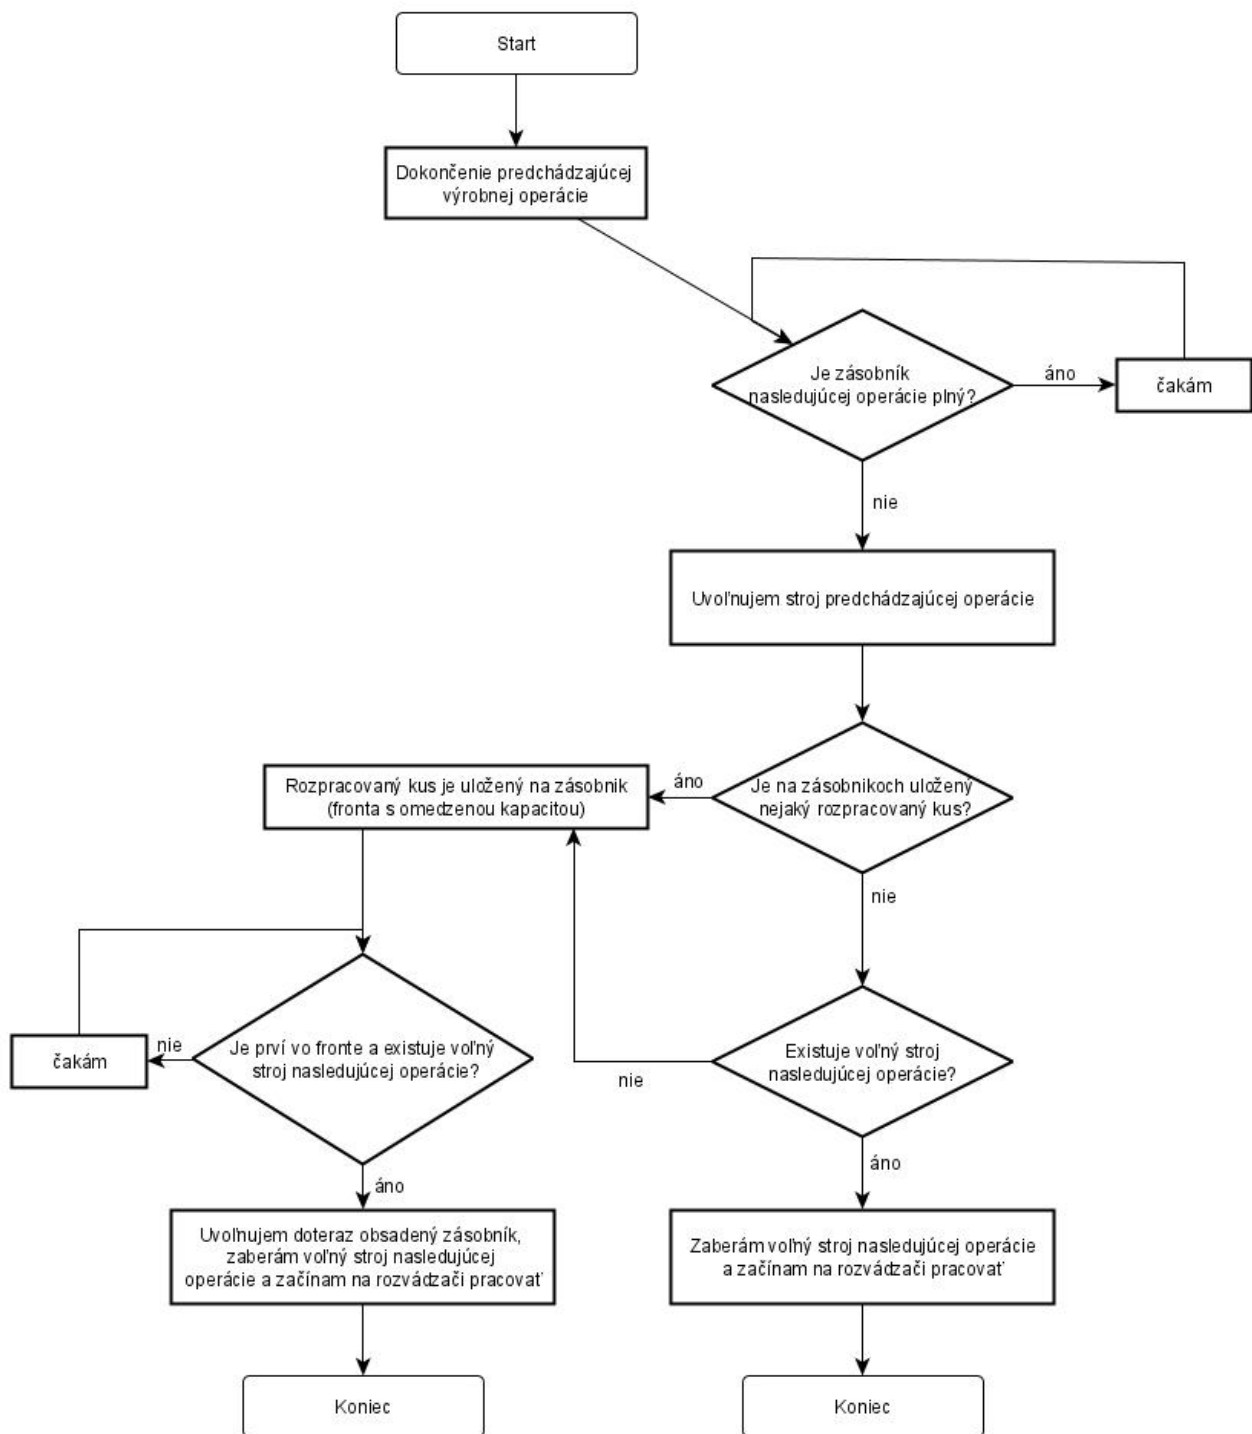 Start
Dokončenie predchádzajúcej
výrobnej operácie
Je zásobník
nasledujúcej operácie plný?
áno
čakám
nie
Uvoľnujem stroj predchádzajúcej operácie
Je na zásobnikoch uložený
nejaký rozpracovaný kus?
áno
Rozpracovaný kus je uložený na zásobnik
(fronta s omedzenou kapacitou)
nie
Je prví vo fronte a existuje voľný
stroj nasledujúcej operácie?
nie
čakám
Existuje voľný stroj
nasledujúcej operácie?
nie
áno
áno
Uvoľnujem doteraz obsadený zásobník,
zaberám voľný stroj nasledujúcej
operácie a začínam na rozvádzači pracovať
Zaberám voľný stroj nasledujúcej operácie
a začínam na rozvádzači pracovať
Koniec
Koniec